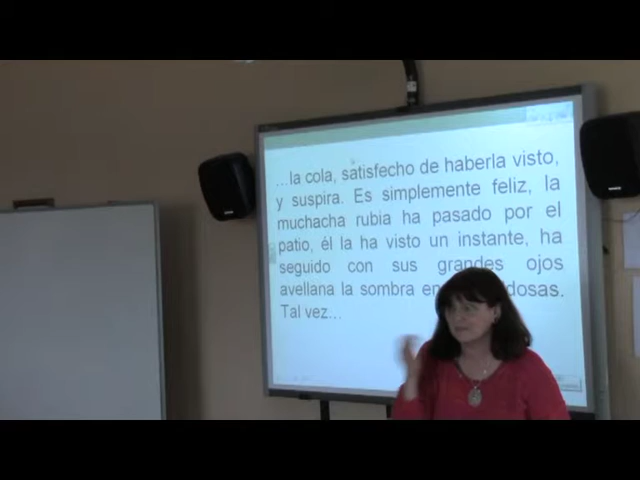 ...la cola, satisfecho de haberla visto,
y suspira. Es simplemente feliz, la
muchacha rubia ha pasado por el
patio, él la ha visto un instante, ha
seguido con sus grandes ojos
avellana la sombra en dosas.
Tal vez...